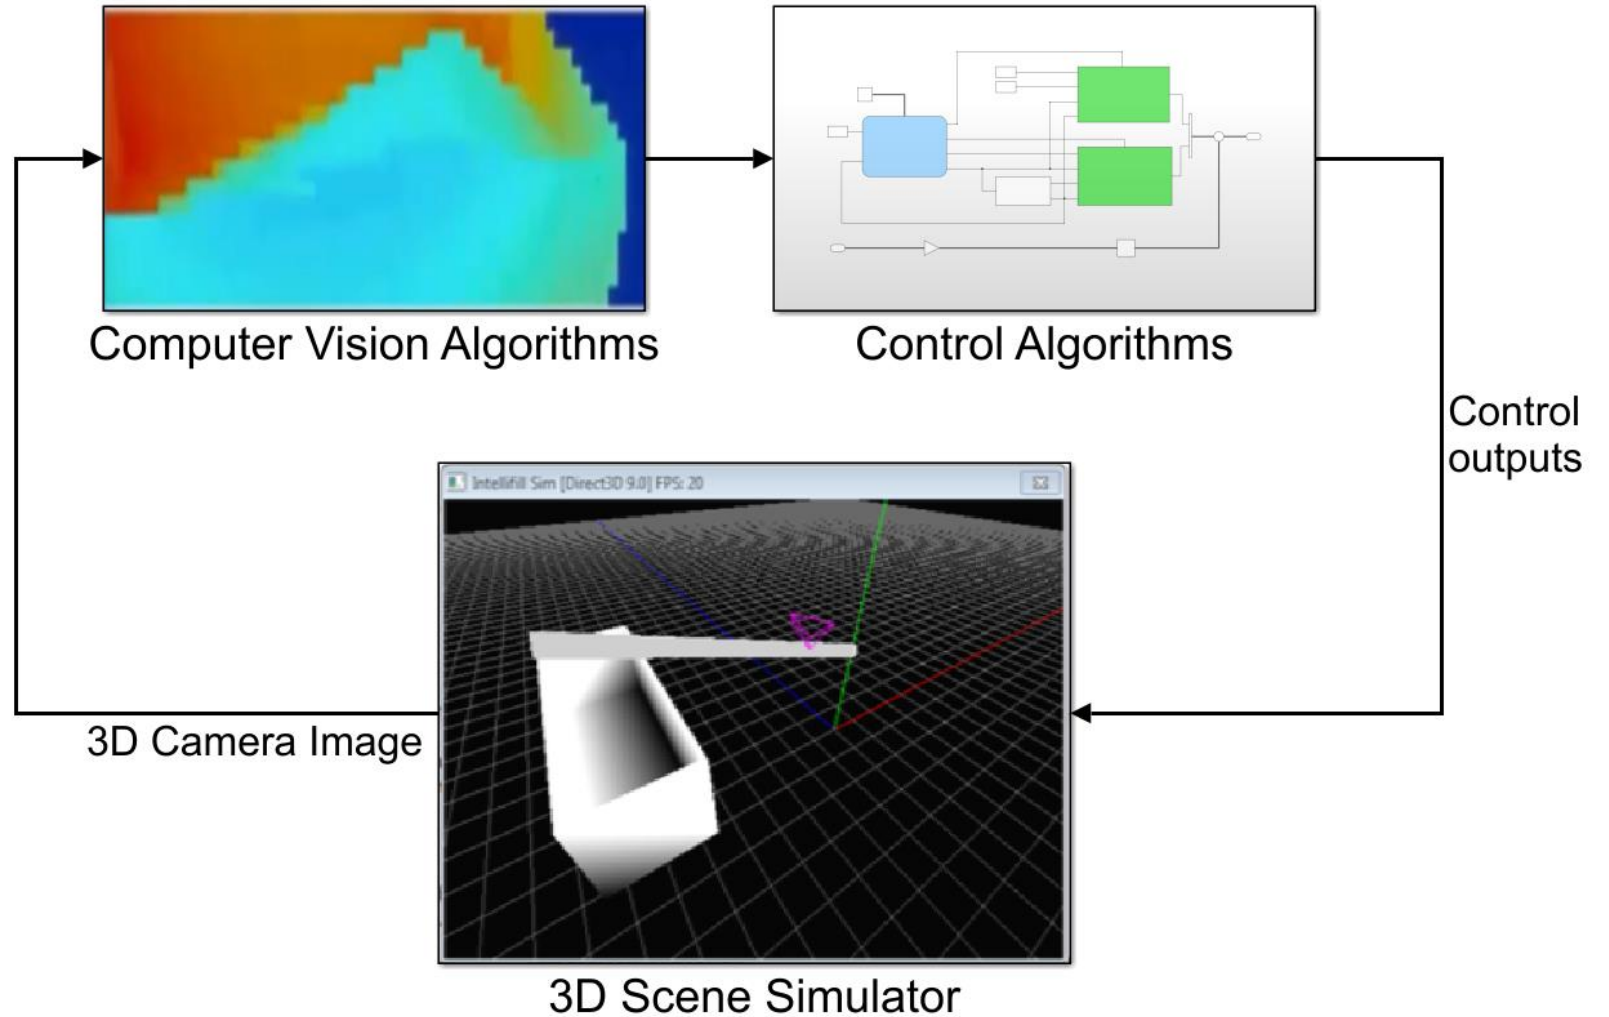 Computer Vision Algorithms
Control Algorithms
Control
outputs
Intellifill Sim [Direct3D 9.0] FPS: 20
3D Camera Image
3D Scene Simulator